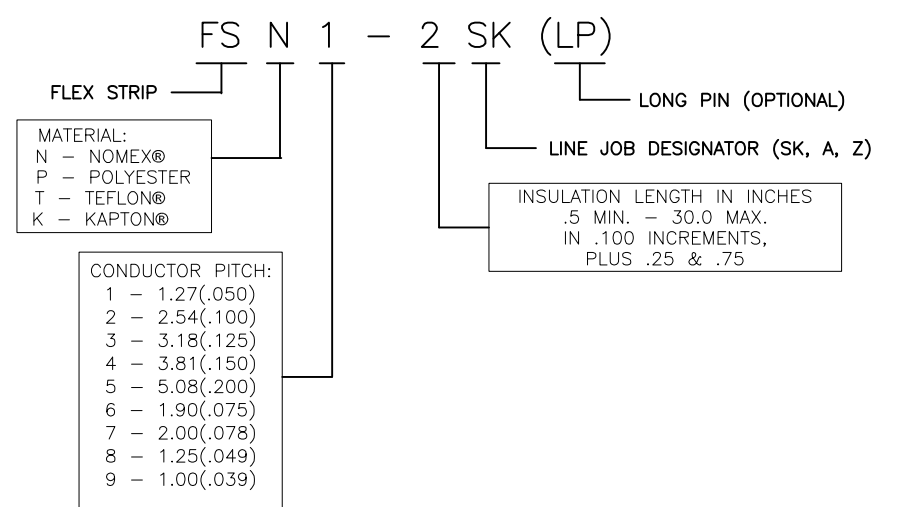 FS N 1 - 2 SK (LP)
FLEX STRIP
LONG PIN (OPTIONAL)
MATERIAL:
N - NOMEX®
P - POLYESTER
T - TEFLON®
K - KAPTON®
LINE JOB DESIGNATOR (SK, A, Z)
INSULATION LENGTH IN INCHES
.5 MIN. - 30.0 MAX.
IN .100 INCREMENTS,
PLUS .25 & .75
CONDUCTOR PITCH:
1 - 1.27(.050)
2 - 2.54(.100)
3 - 3.18(.125)
4 - 3.81(.150)
5 - 5.08(.200)
6 - 1.90(.075)
7 - 2.00(.078)
8 - 1.25(.049)
9 - 1.00(.039)